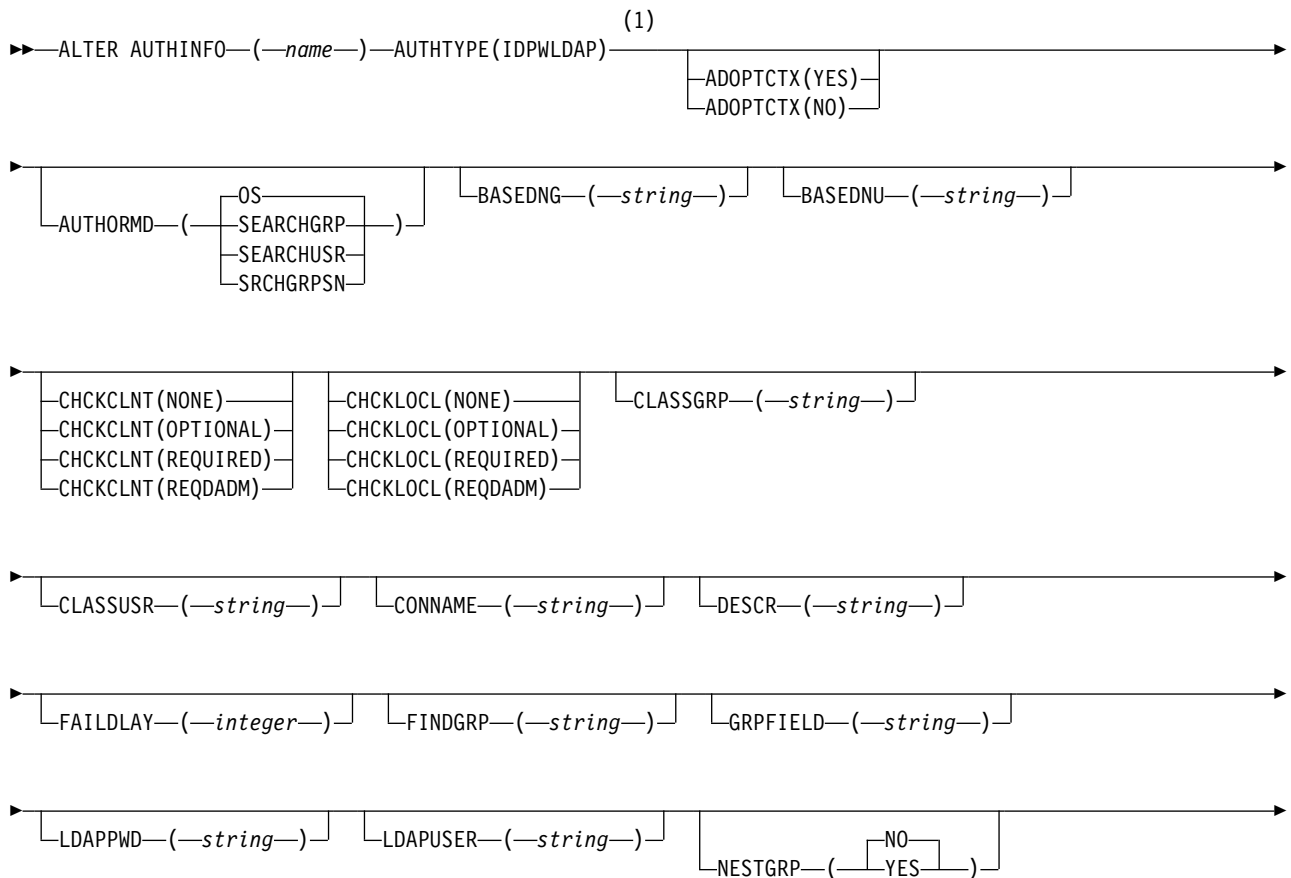 (1)
ALTER AUTHINFO ( name ) AUTHTYPE(IDPWLDAP)
ADOPTCTX(YES)
ADOPTCTX(NO)
AUTHORMD ( OS
SEARCHGRP )
SEARCHUSR
SRCHGRPSN
BASEDNG ( string )
BASEDNU ( string )
CHCKCLNT(NONE)
CHCKCLNT(OPTIONAL)
CHCKCLNT(REQUIRED)
CHCKCLNT(REQDADM)
CHCKLOCL(NONE)
CHCKLOCL(OPTIONAL)
CHCKLOCL(REQUIRED)
CHCKLOCL(REQDADM)
CLASSGRP ( string )
CLASSUSR ( string )
CONNAME ( string )
DESCR ( string )
FAILDLAY ( integer )
FINDGRP ( string )
GRPFIELD ( string )
LDAPPWD ( string )
LDAPUSER ( string )
NO
NESTGRP ( YES )